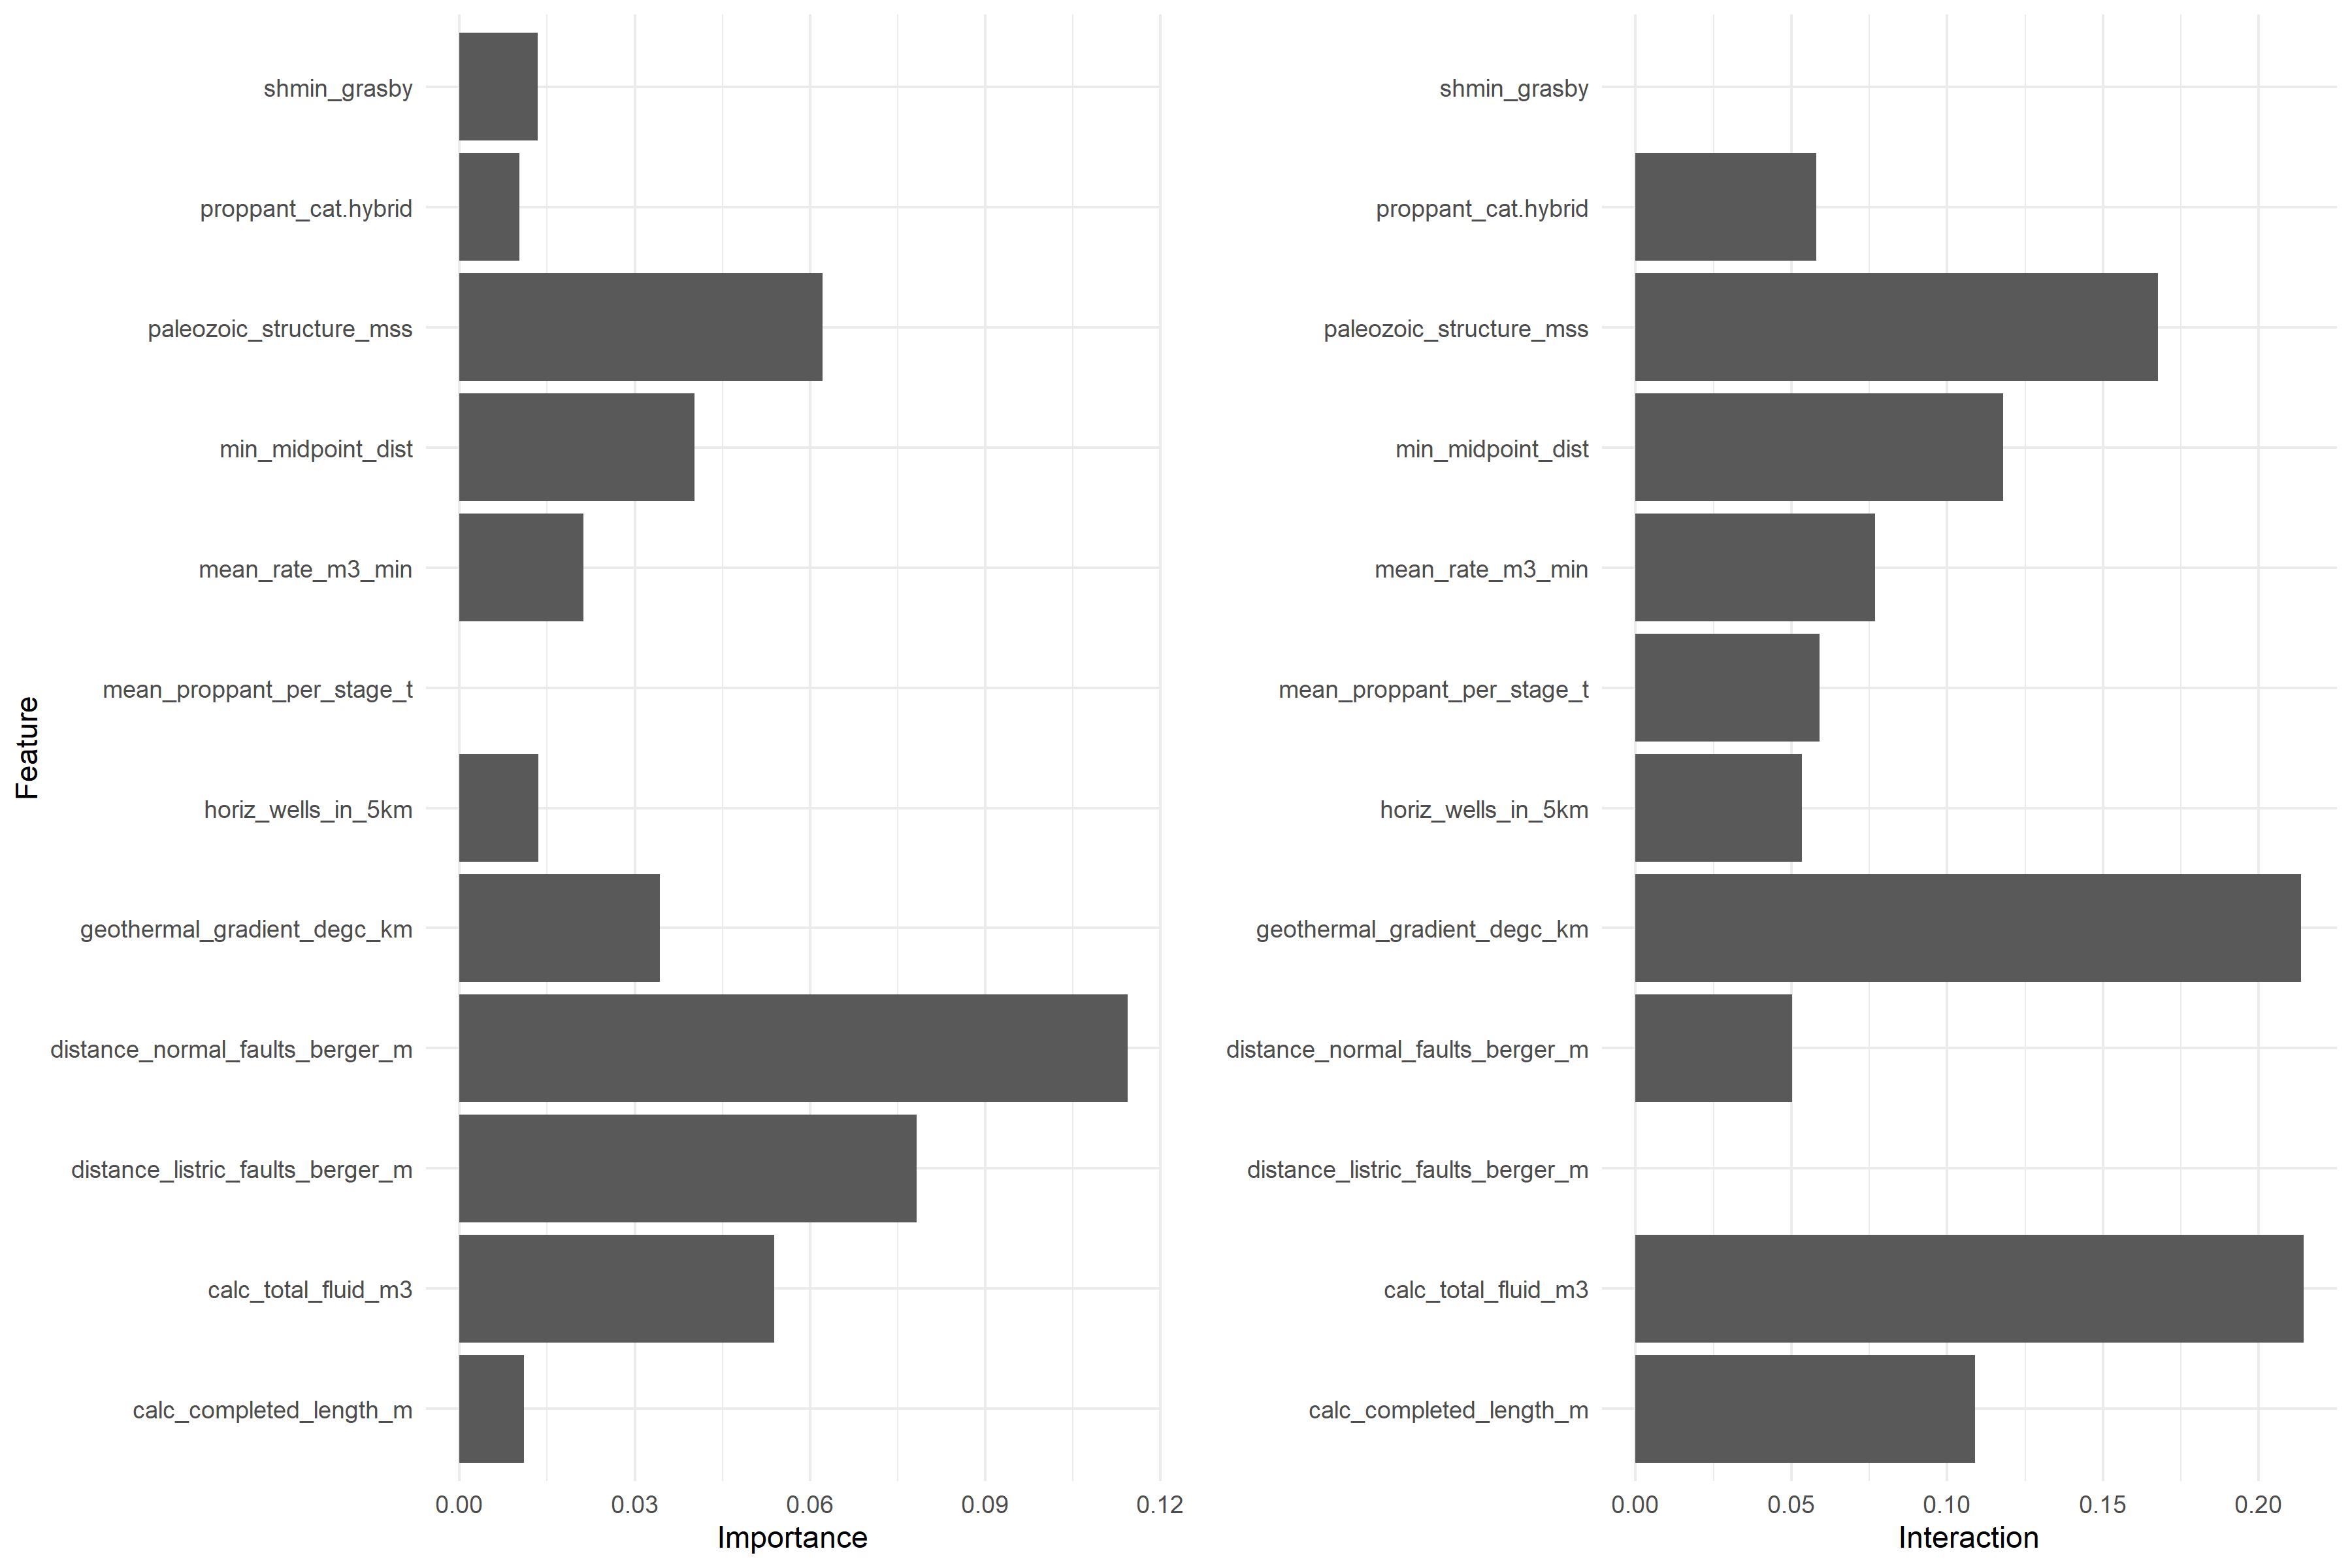 Feature
shmin_grasby
proppant_cat.hybrid
paleozoic_structure_mss
min_midpoint_dist
mean_rate_m3_min
mean_proppant_per_stage_t
horiz_wells_in_5km
geothermal_gradient_degc_km
distance_normal_faults_berger_m
distance_listric_faults_berger_m
calc_total_fluid_m3
calc_completed_length_m
0.00 0.03 0.06 0.09 0.12
Importance
shmin_grasby
proppant_cat.hybrid
paleozoic_structure_mss
min_midpoint_dist
mean_rate_m3_min
mean_proppant_per_stage_t
horiz_wells_in_5km
geothermal_gradient_degc_km
distance_normal_faults_berger_m
distance_listric_faults_berger_m
calc_total_fluid_m3
calc_completed_length_m
0.00 0.05 0.10 0.15 0.20
Interaction